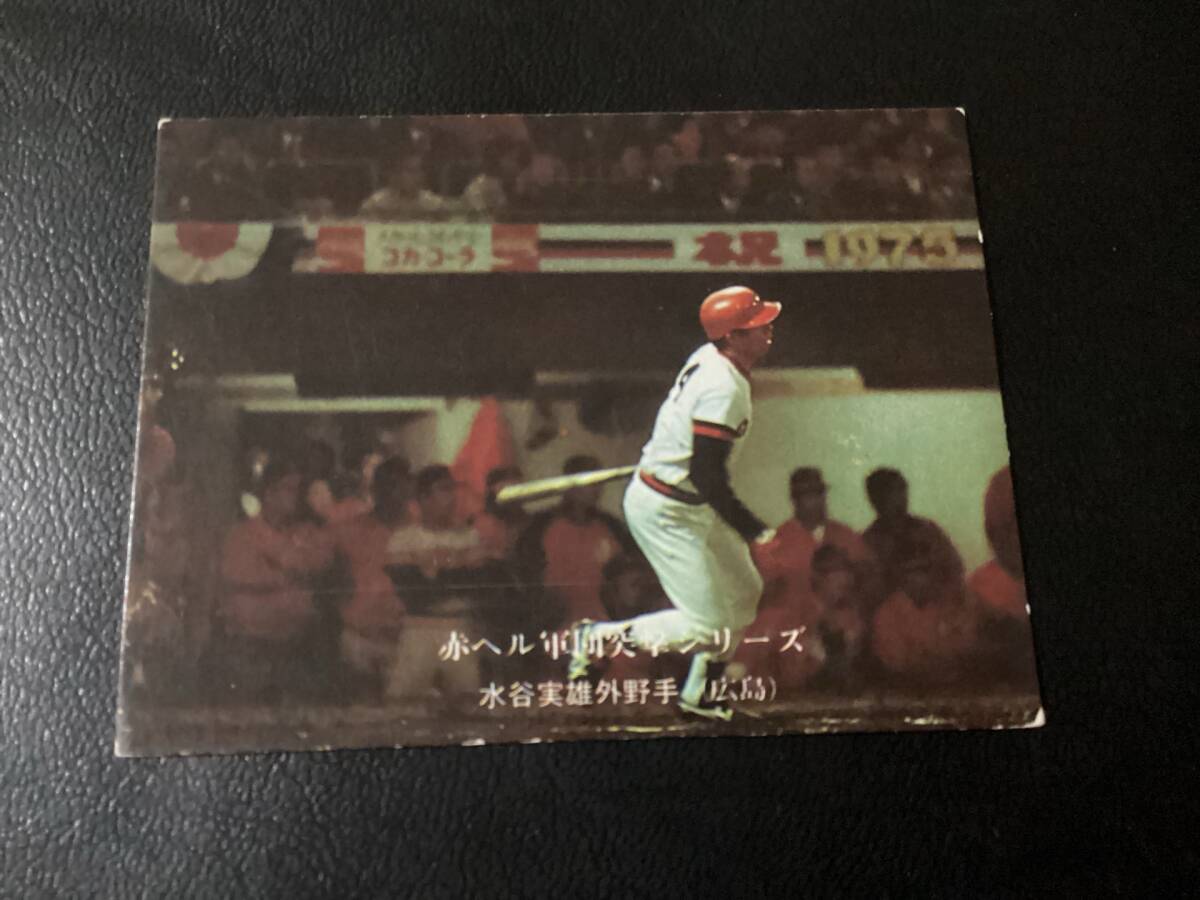 コカ・コーラ
祝 1975
赤ヘル軍団突撃シリーズ
水谷実雄外野手（広島）